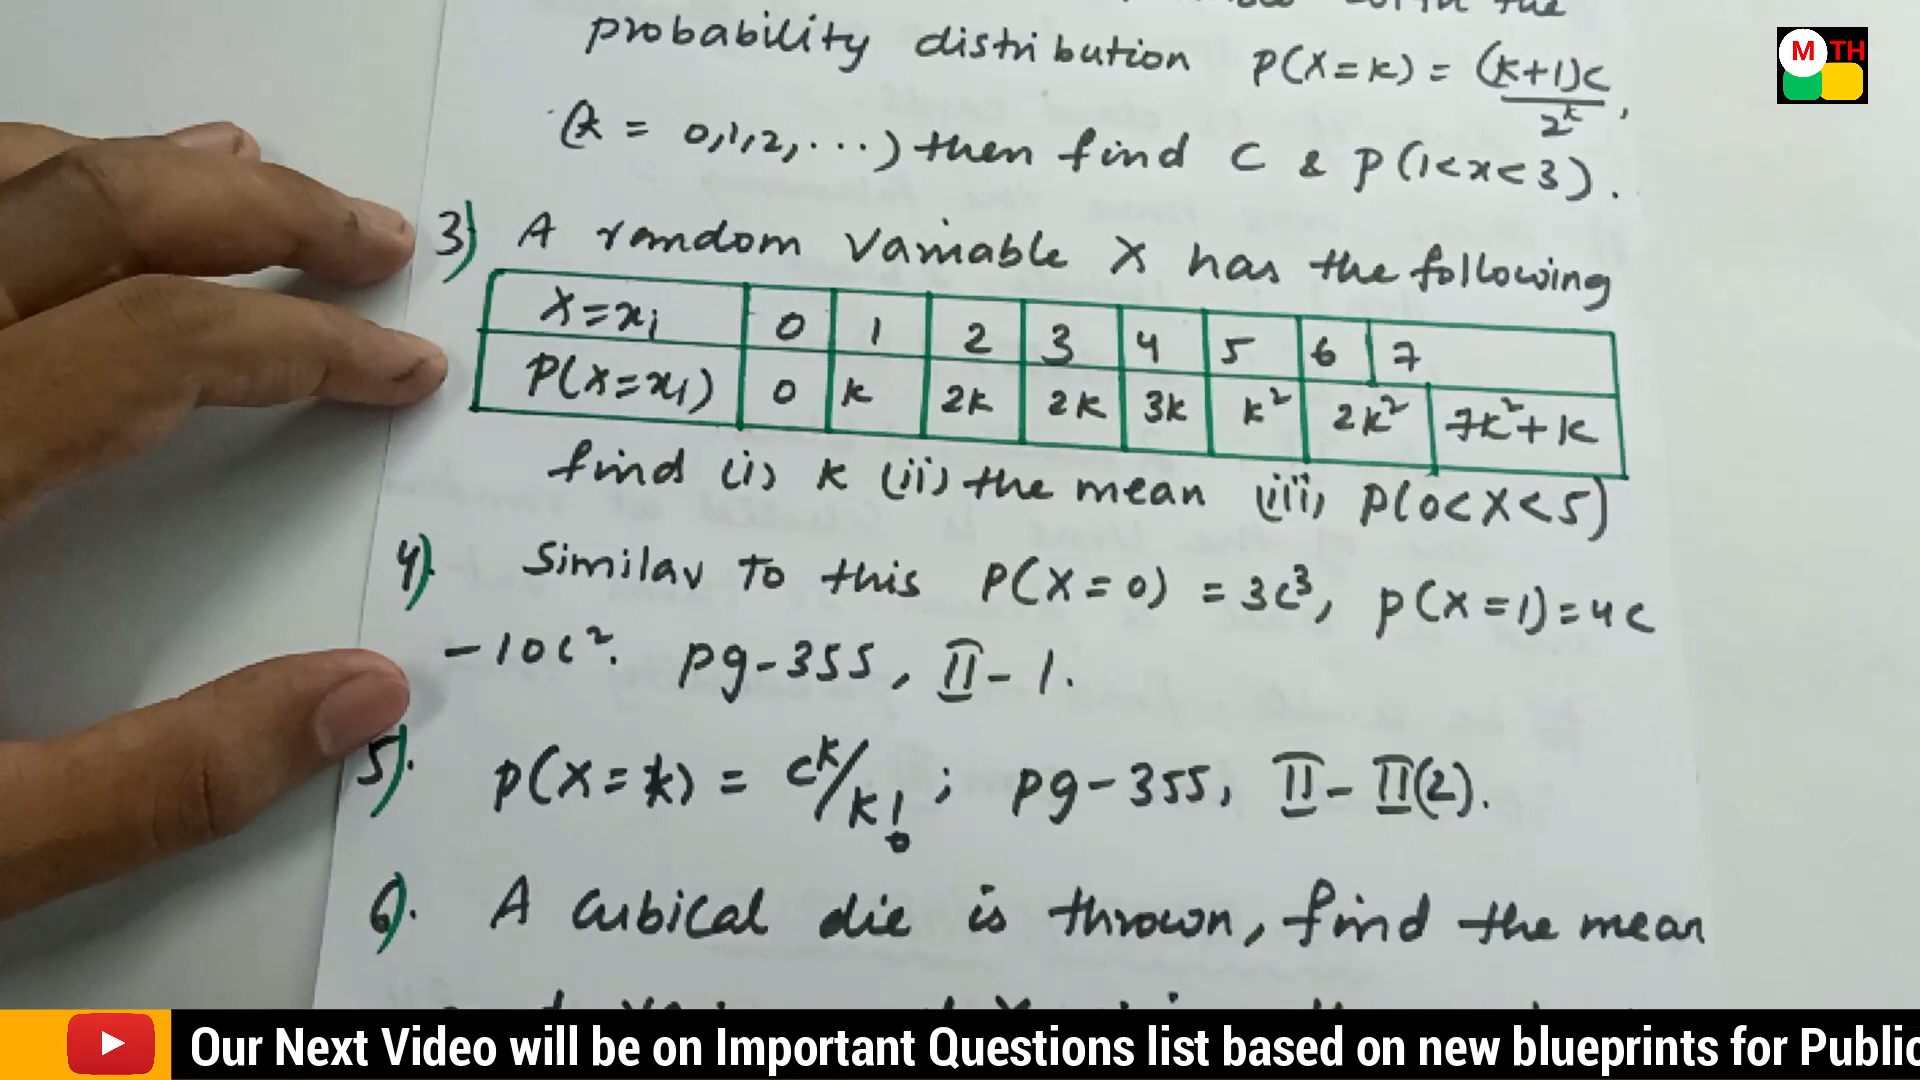 probability distribution P(X=k) = (k+1)c/2^k,
(k = 0,1,2,...) then find c & P(1<x<3).
3) A random variable X has the following
X=xi 0 1 2 3 4 5 6 7
P(X=xi) 0 k 2k 2k 3k k² 2k² 7k²+k
find (i) k (ii) the mean (iii) P(0<X<5)
4). Similar to this P(X=0) = 3c³, P(X=1)=4c
-10c². pg-355, II-1.
5). P(X=k) = c^k/k! ; pg-355, II-II(2).
6). A cubical die is thrown, find the mean
M TH
Our Next Video will be on Important Questions list based on new blueprints for Public